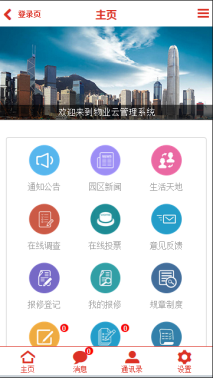 登录页 主页
欢迎来到物业云管理系统
通知公告 园区新闻 生活天地
在线调查 在线投票 意见反馈
报修登记 我的报修 规章制度
0 0
主页 消息 0 通讯录 设置